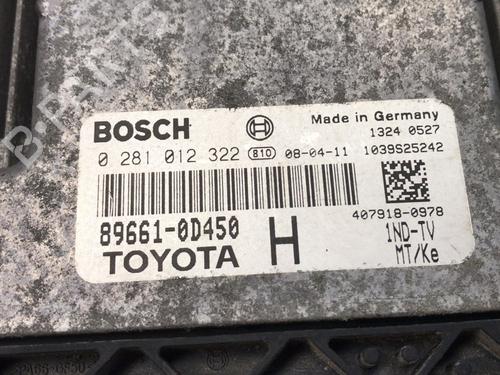 B-PARTS
BOSCH
Made in Germany
1324 0527
0 281 012 322 810 08-04-11 1039S25242
407918-0978
89661-0D450 H 1ND-TV
TOYOTA MT/Ke